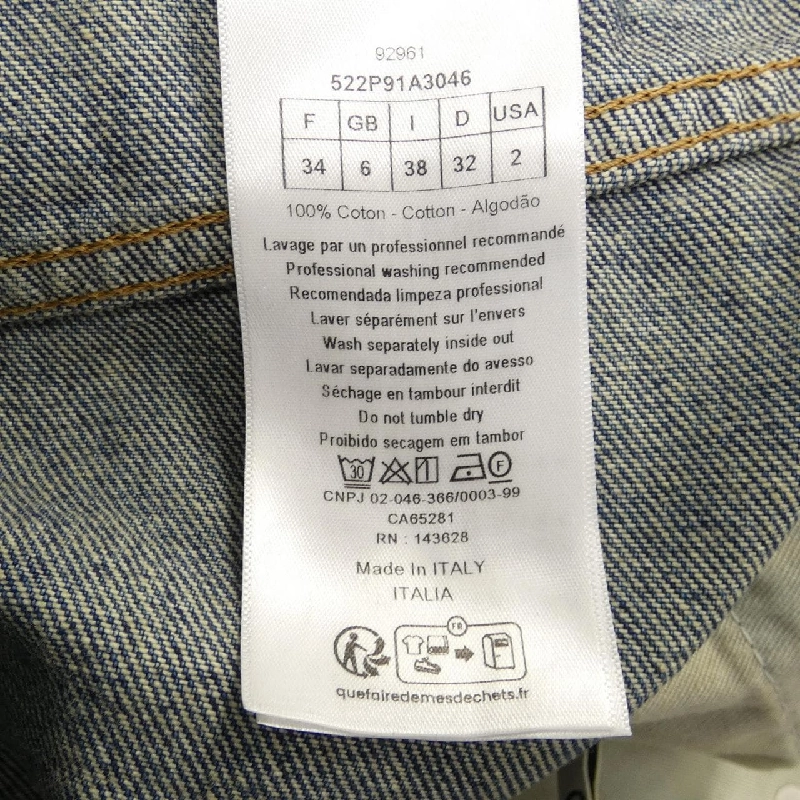 92961
522P91A3046
F GB I D USA
34 6 38 32 2
100% Coton - Cotton - Algodão
Lavage par un professionnel recommandé
Professional washing recommended
Recomendada limpeza professional
Laver séparément sur l'envers
Wash separately inside out
Lavar separadamente do avesso
Séchage en tambour interdit
Do not tumble dry
Proibido secagem em tambor
30 F
CNPJ 02-046-366/0003-99
CA65281
RN : 143628
Made In ITALY
ITALIA
FR
quefairedemesdechets.fr